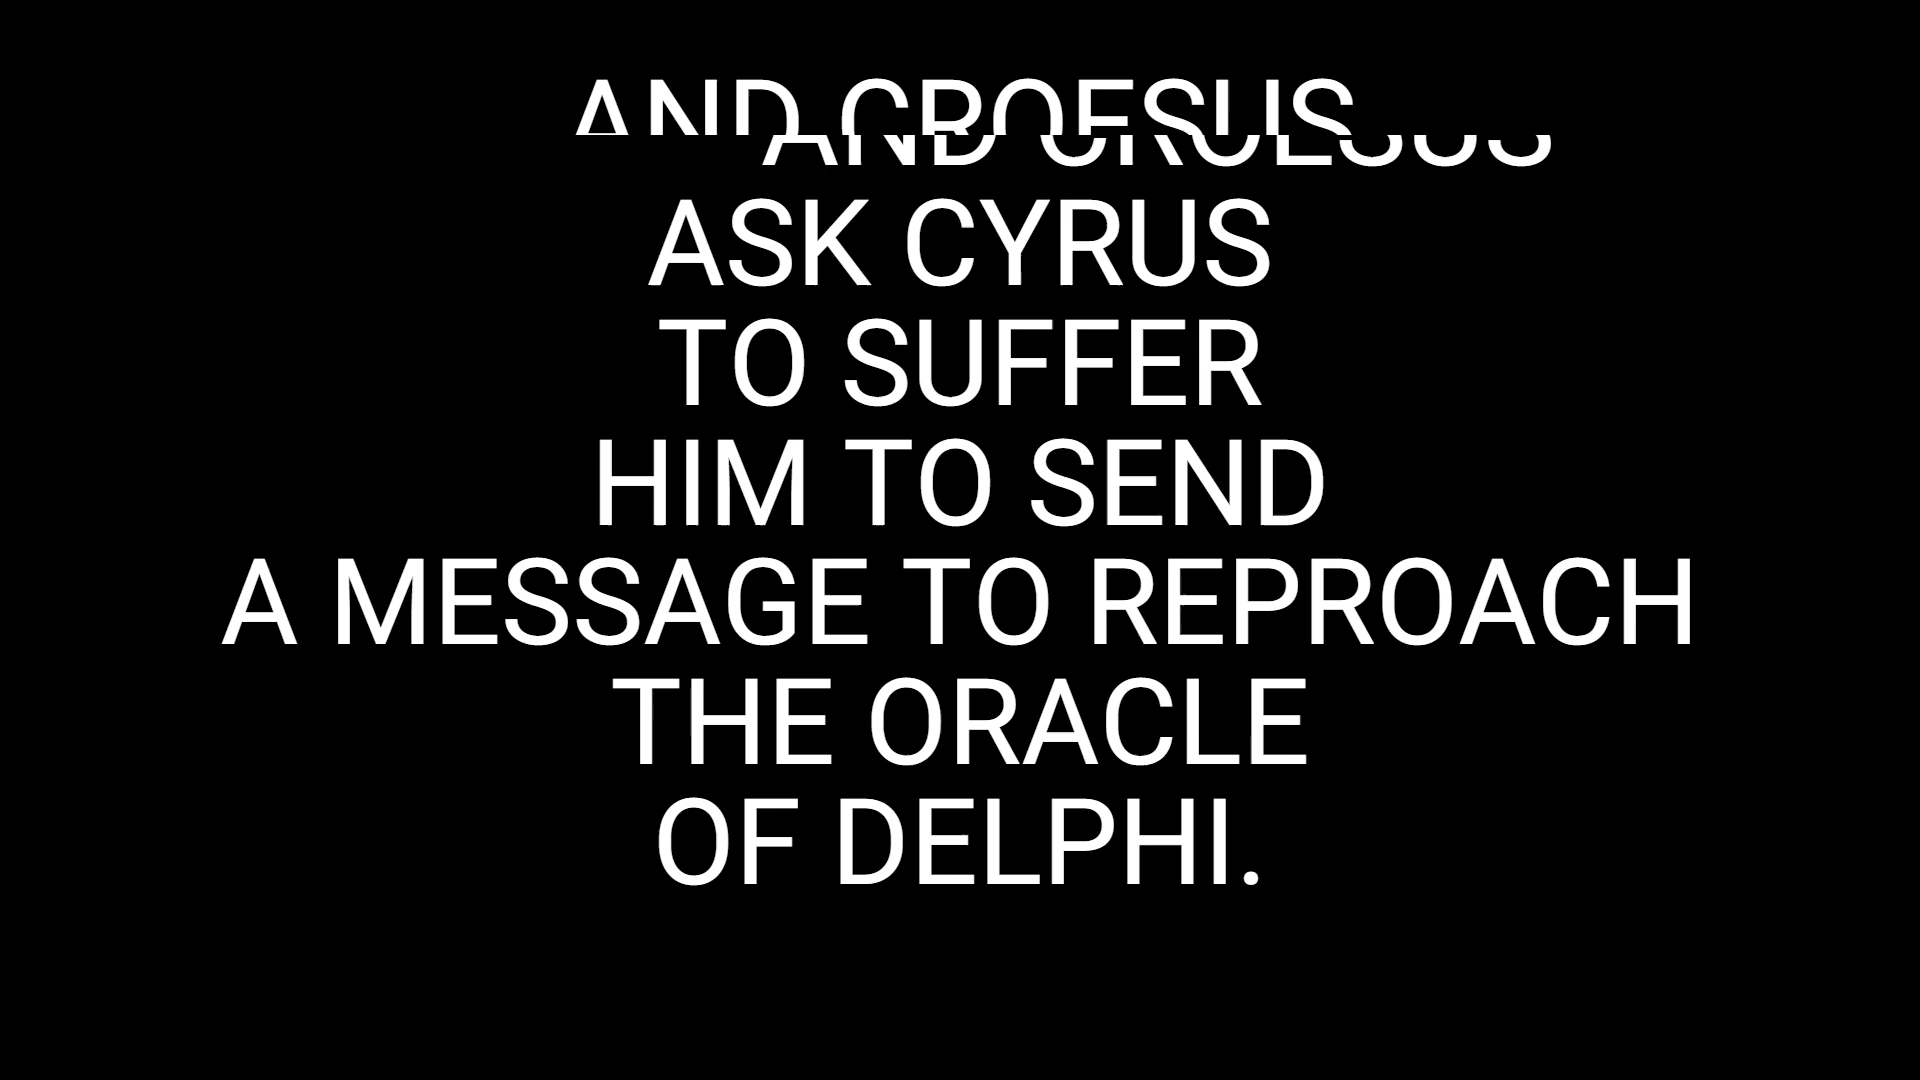 AND CROESUS
ASK CYRUS
TO SUFFER
HIM TO SEND
A MESSAGE TO REPROACH
THE ORACLE
OF DELPHI.